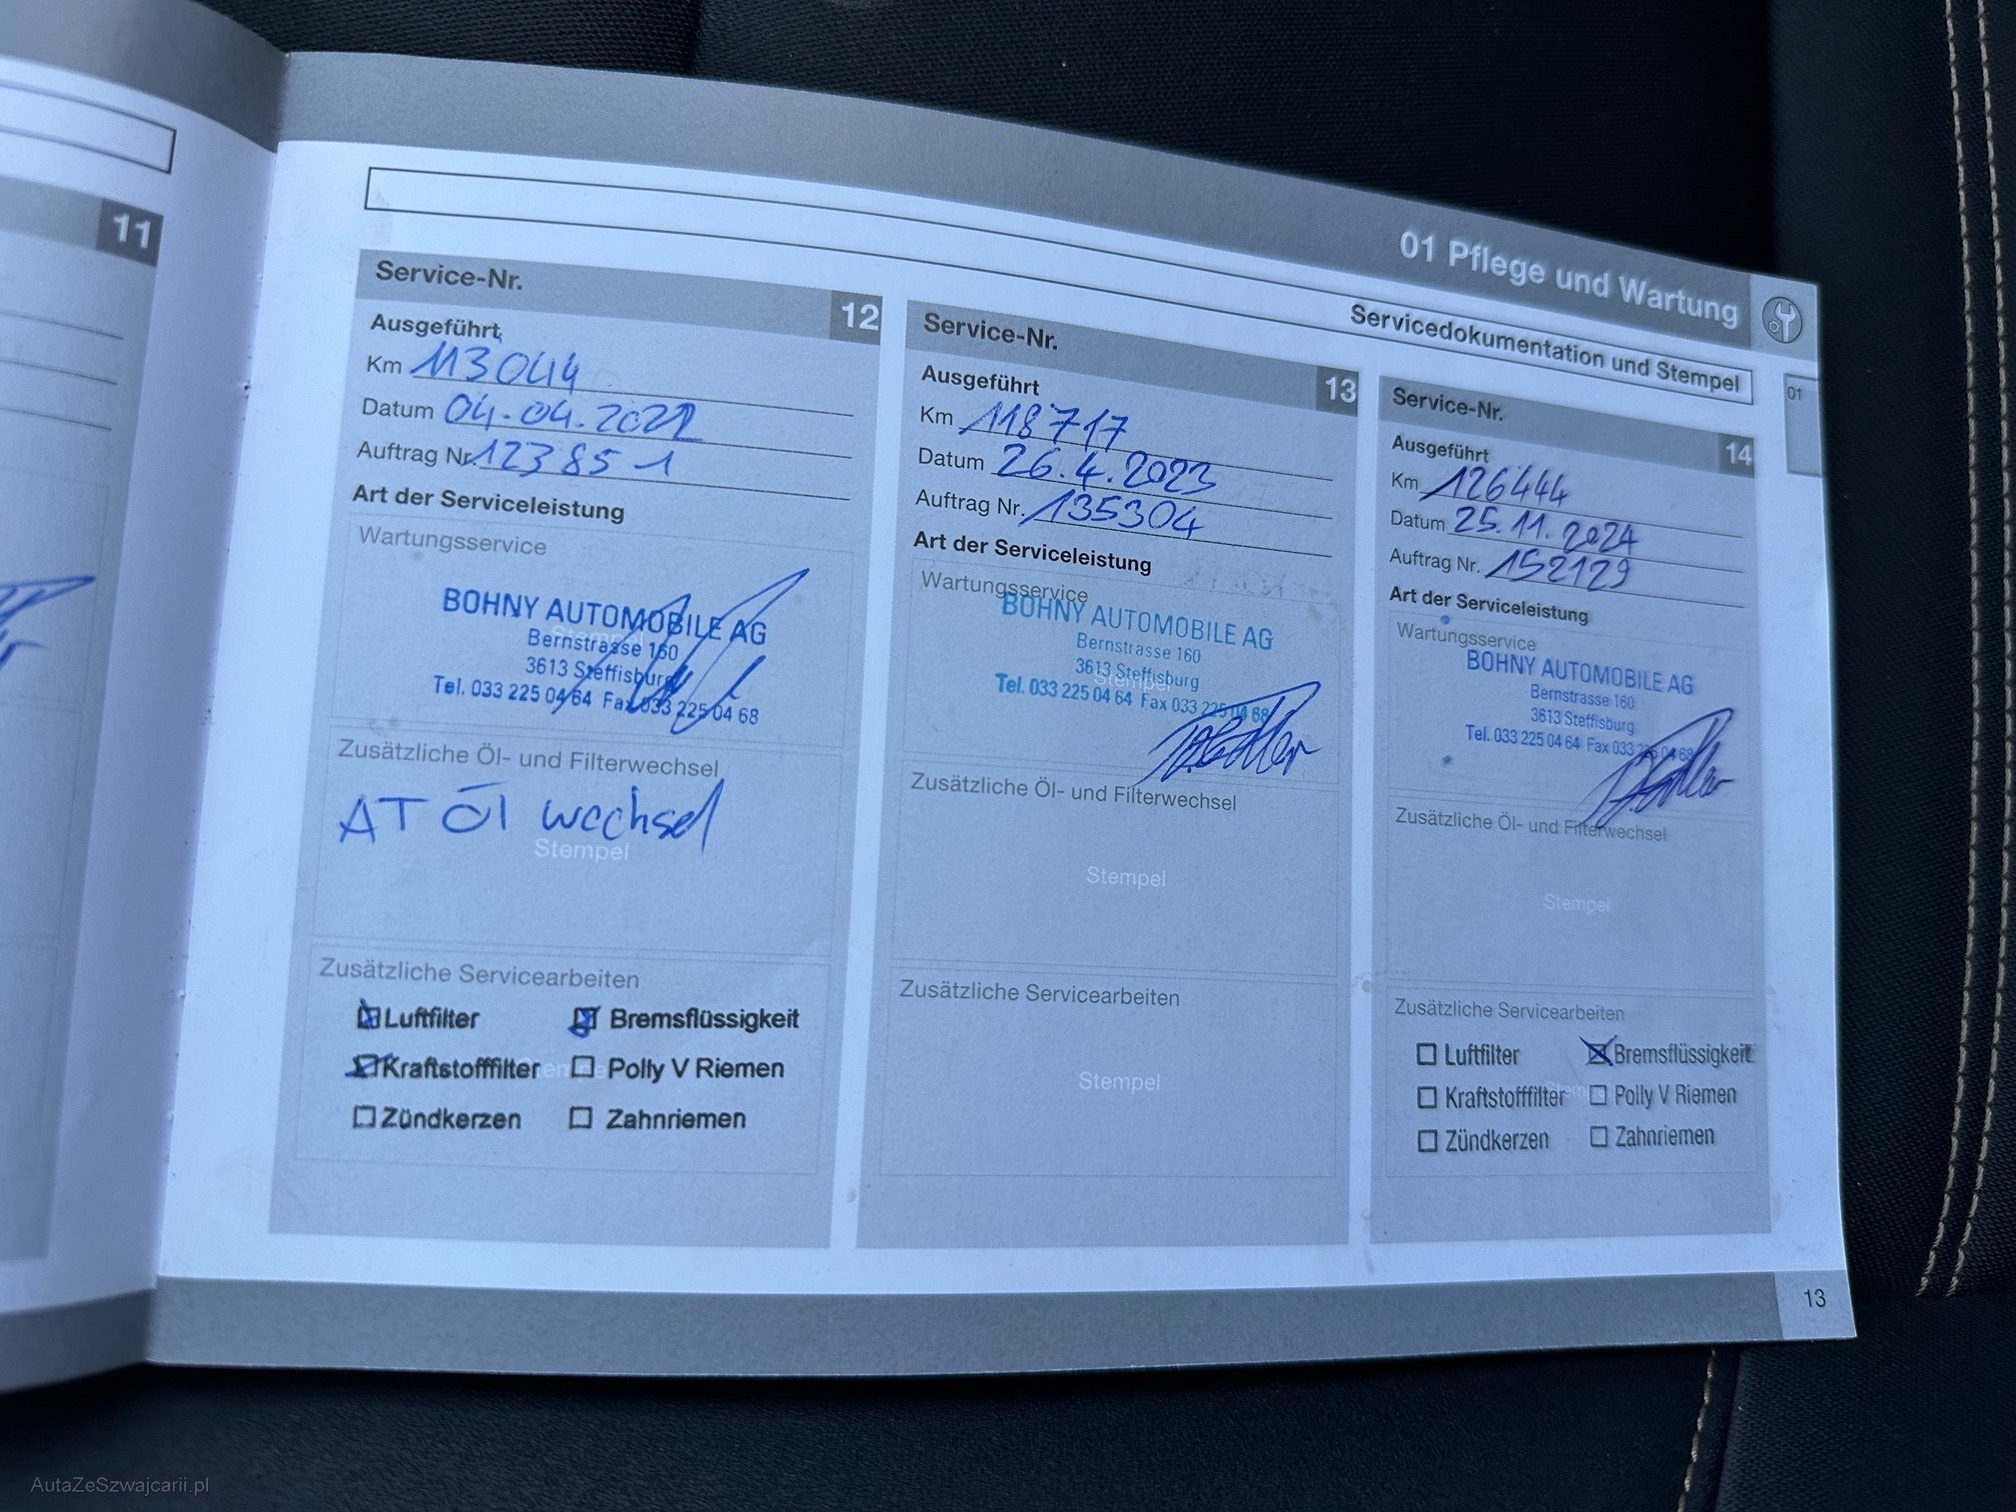 11
01 Pflege und Wartung
Servicedokumentation und Stempel
01
Service-Nr.
12
Ausgeführt
Km 113044
Datum 04.04.2022
Auftrag Nr. 123851
Art der Serviceleistung
Wartungsservice
Stempel
BOHNY AUTOMOBILE AG
Bernstrasse 160
3613 Steffisburg
Tel. 033 225 04 64 Fax 033 225 04 68
Zusätzliche Öl- und Filterwechsel
AT Öl wechsel
Stempel
Zusätzliche Servicearbeiten
Luftfilter Bremsflüssigkeit
Kraftstofffilter Polly V Riemen
Zündkerzen Zahnriemen
Service-Nr.
13
Ausgeführt
Km 118717
Datum 26.4.2023
Auftrag Nr. 135304
Art der Serviceleistung
Wartungsservice
BOHNY AUTOMOBILE AG
Bernstrasse 160
3613 Steffisburg
Stempel
Tel. 033 225 04 64 Fax 033 225 04 68
Zusätzliche Öl- und Filterwechsel
Stempel
Zusätzliche Servicearbeiten
Stempel
Service-Nr.
14
Ausgeführt
Km 126444
Datum 25.11.2024
Auftrag Nr. 152129
Art der Serviceleistung
Wartungsservice
BOHNY AUTOMOBILE AG
Bernstrasse 160
3613 Steffisburg
Tel. 033 225 04 64 Fax 033 225 04 68
Zusätzliche Öl- und Filterwechsel
Stempel
Zusätzliche Servicearbeiten
Luftfilter Bremsflüssigkeit
Kraftstofffilter Polly V Riemen
Zündkerzen Zahnriemen
13
AutaZeSzwajcarii.pl